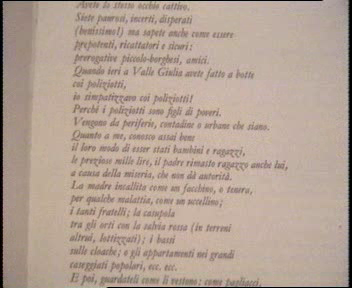 Avete lo stesso occhio cattivo.
Siete paurosi, incerti, disperati
(benissimo!) ma sapete anche come essere
prepotenti, ricattatori e sicuri:
prerogative piccolo-borghesi, amici.
Quando ieri a Valle Giulia avete fatto a botte
coi poliziotti,
io simpatizzavo coi poliziotti!
Perché i poliziotti sono figli di poveri.
Vengono da periferie, contadine o urbane che siano.
Quanto a me, conosco assai bene
il loro modo di esser stati bambini e ragazzi,
le preziose mille lire, il padre rimasto ragazzo anche lui,
a causa della miseria, che non dà autorità.
La madre incallita come un facchino, o tenera,
per qualche malattia, come un uccellino;
i tanti fratelli; la casupola
tra gli orti con la salvia rossa (in terreni
altrui, lottizzati); i bassi
sulle cloache; o gli appartamenti nei grandi
caseggiati popolari, ecc. ecc.
E poi, guardateli come li vestono: come pagliacci,